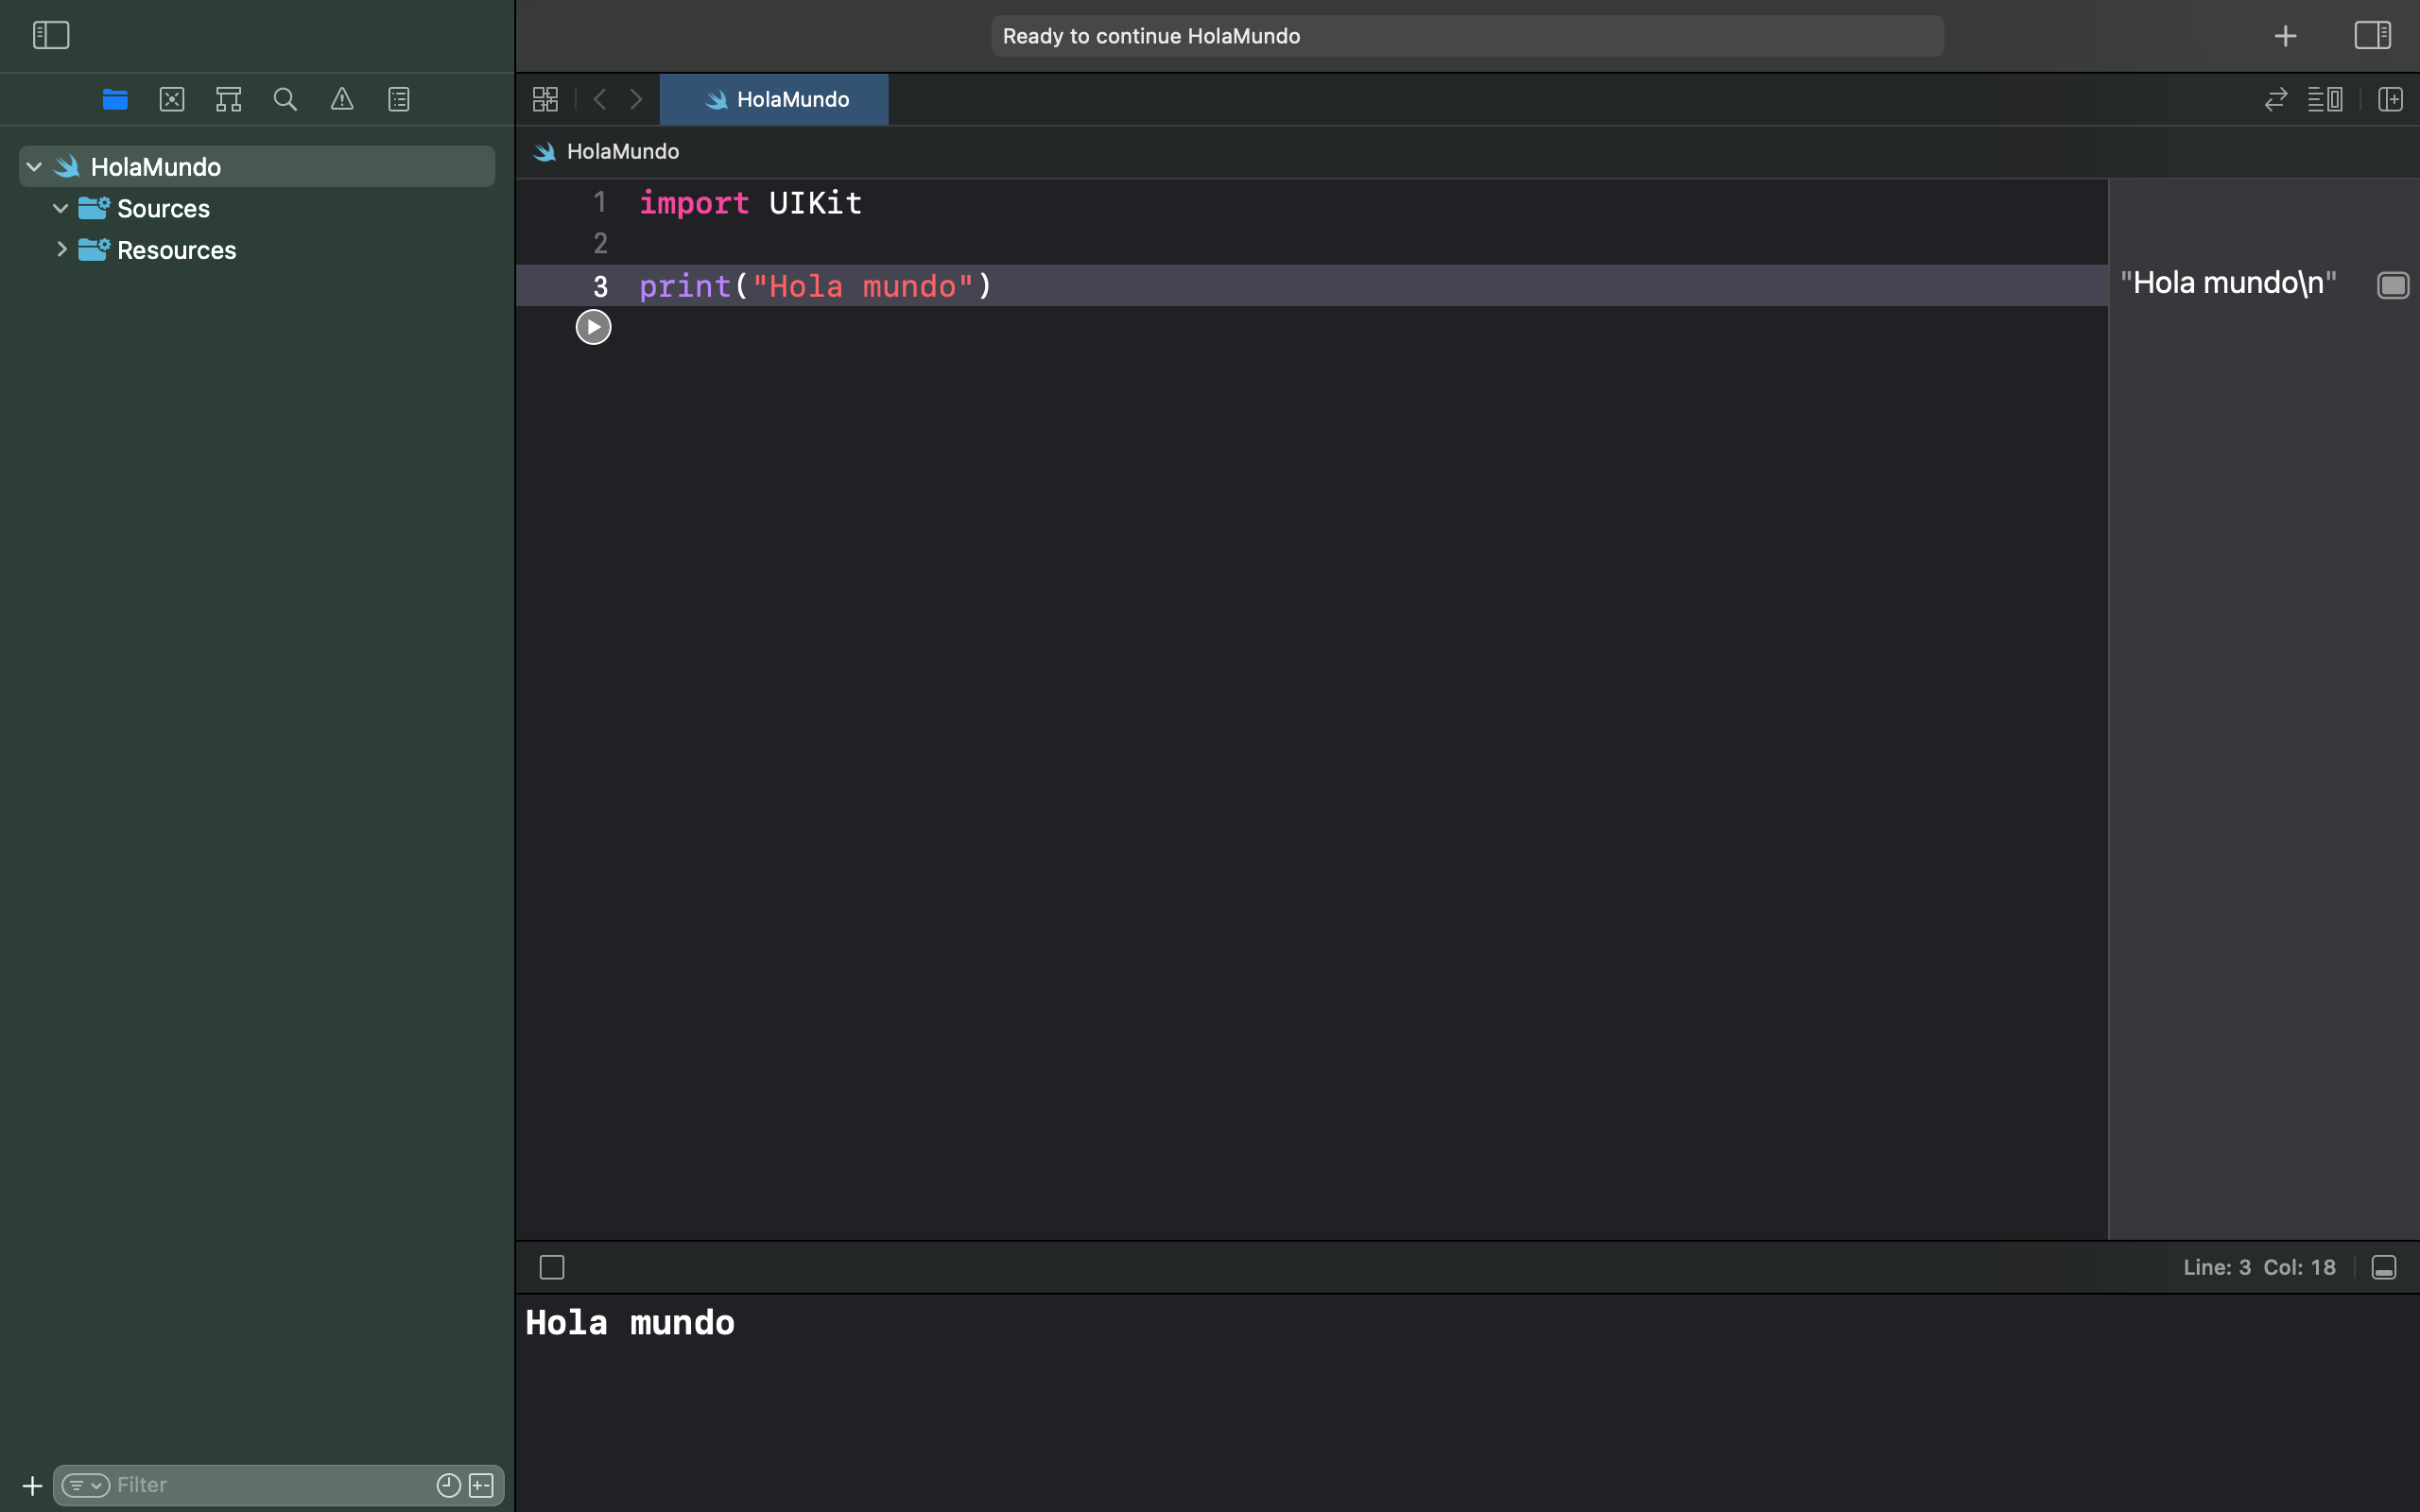 Ready to continue HolaMundo
HolaMundo
HolaMundo
HolaMundo
Sources
Resources
1 import UIKit
2
3 print("Hola mundo")
"Hola mundo\n"
Line: 3 Col: 18
Hola mundo
Filter